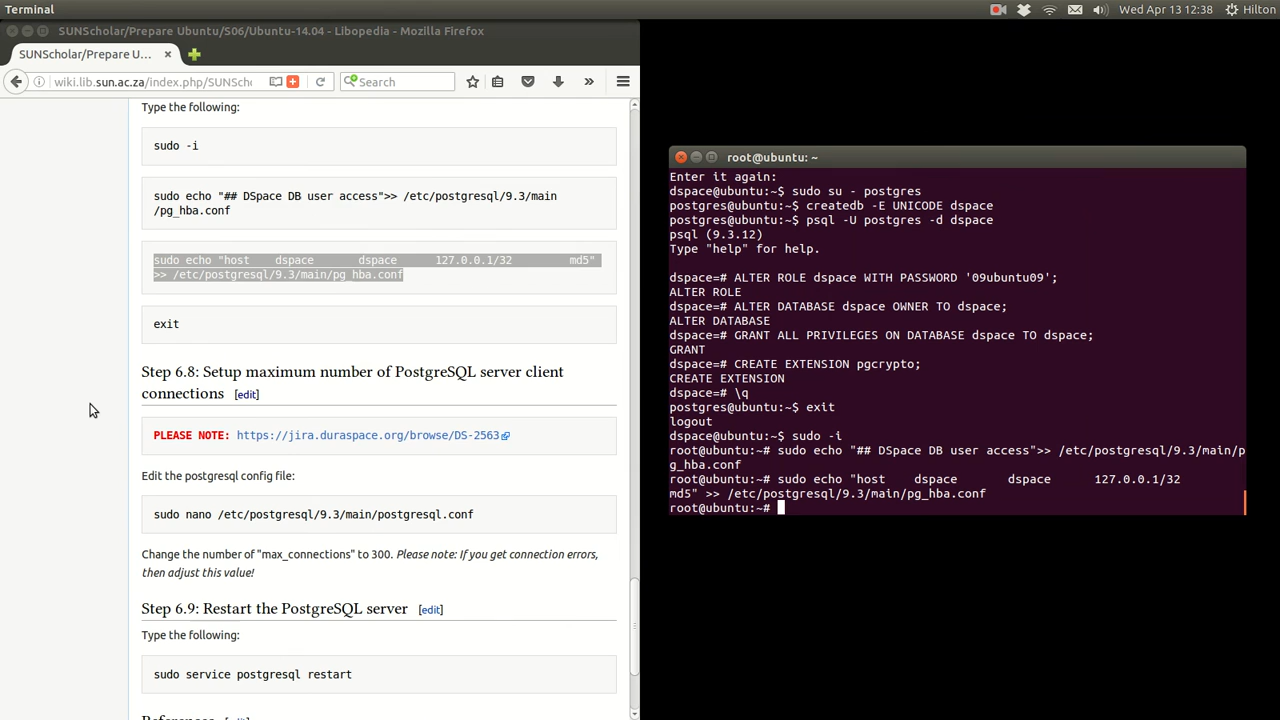 Terminal
Wed Apr 13 12:38 Hilton
SUNScholar/Prepare Ubuntu/S06/Ubuntu-14.04 - Libopedia - Mozilla Firefox
SUNScholar/Prepare U...
wiki.lib.sun.ac.za/index.php/SUNSch
Search
Type the following:
sudo -i
sudo echo "## DSpace DB user access">> /etc/postgresql/9.3/main
/pg_hba.conf
sudo echo "host    dspace       dspace      127.0.0.1/32         md5"
>> /etc/postgresql/9.3/main/pg_hba.conf
exit
Step 6.8: Setup maximum number of PostgreSQL server client
connections [edit]
PLEASE NOTE: https://jira.duraspace.org/browse/DS-2563
Edit the postgresql config file:
sudo nano /etc/postgresql/9.3/main/postgresql.conf
Change the number of "max_connections" to 300. Please note: If you get connection errors,
then adjust this value!
Step 6.9: Restart the PostgreSQL server [edit]
Type the following:
sudo service postgresql restart
root@ubuntu: ~
Enter it again:
dspace@ubuntu:~$ sudo su - postgres
postgres@ubuntu:~$ createdb -E UNICODE dspace
postgres@ubuntu:~$ psql -U postgres -d dspace
psql (9.3.12)
Type "help" for help.
dspace=# ALTER ROLE dspace WITH PASSWORD '09ubuntu09';
ALTER ROLE
dspace=# ALTER DATABASE dspace OWNER TO dspace;
ALTER DATABASE
dspace=# GRANT ALL PRIVILEGES ON DATABASE dspace TO dspace;
GRANT
dspace=# CREATE EXTENSION pgcrypto;
CREATE EXTENSION
dspace=# \q
postgres@ubuntu:~$ exit
logout
dspace@ubuntu:~$ sudo -i
root@ubuntu:~# sudo echo "## DSpace DB user access">> /etc/postgresql/9.3/main/p
g_hba.conf
root@ubuntu:~# sudo echo "host    dspace       dspace      127.0.0.1/32
md5" >> /etc/postgresql/9.3/main/pg_hba.conf
root@ubuntu:~#